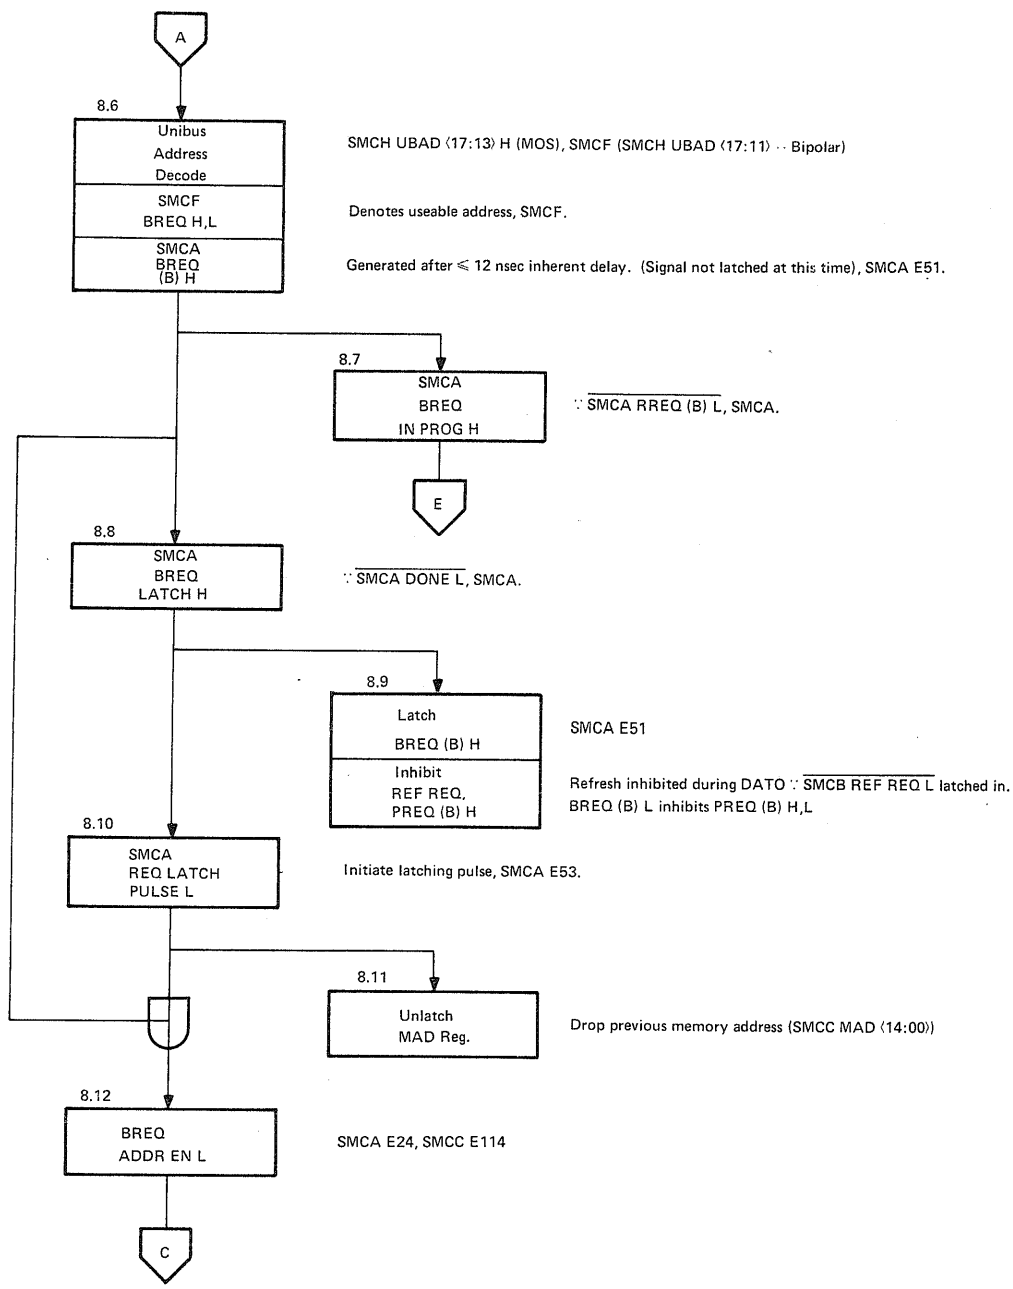 A
8.6
Unibus
Address
Decode
SMCH UBAD ⟨17:13⟩ H (MOS), SMCF (SMCH UBAD ⟨17:11⟩ ·· Bipolar)
SMCF
BREQ H,L
Denotes useable address, SMCF.
SMCA
BREQ
(B) H
Generated after ⩽ 12 nsec inherent delay. (Signal not latched at this time), SMCA E51.
8.7
SMCA
BREQ
IN PROG H
∵ SMCA RREQ (B) L, SMCA.
E
8.8
SMCA
BREQ
LATCH H
∵ SMCA DONE L, SMCA.
8.9
Latch
BREQ (B) H
SMCA E51
Inhibit
REF REQ,
PREQ (B) H
Refresh inhibited during DATO ∵ SMCB REF REQ L latched in.
BREQ (B) L inhibits PREQ (B) H,L
8.10
SMCA
REQ LATCH
PULSE L
Initiate latching pulse, SMCA E53.
8.11
Unlatch
MAD Reg.
Drop previous memory address (SMCC MAD ⟨14:00⟩)
8.12
BREQ
ADDR EN L
SMCA E24, SMCC E114
C